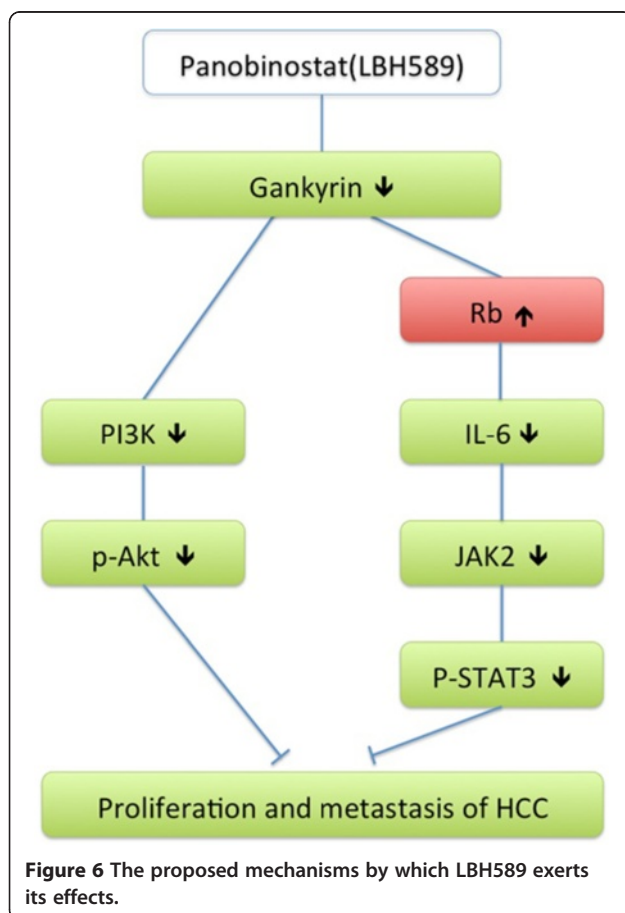 Panobinostat(LBH589)
Gankyrin ↓
Rb ↑
PI3K ↓
IL-6 ↓
p-Akt ↓
JAK2 ↓
P-STAT3 ↓
Proliferation and metastasis of HCC
Figure 6 The proposed mechanisms by which LBH589 exerts
its effects.